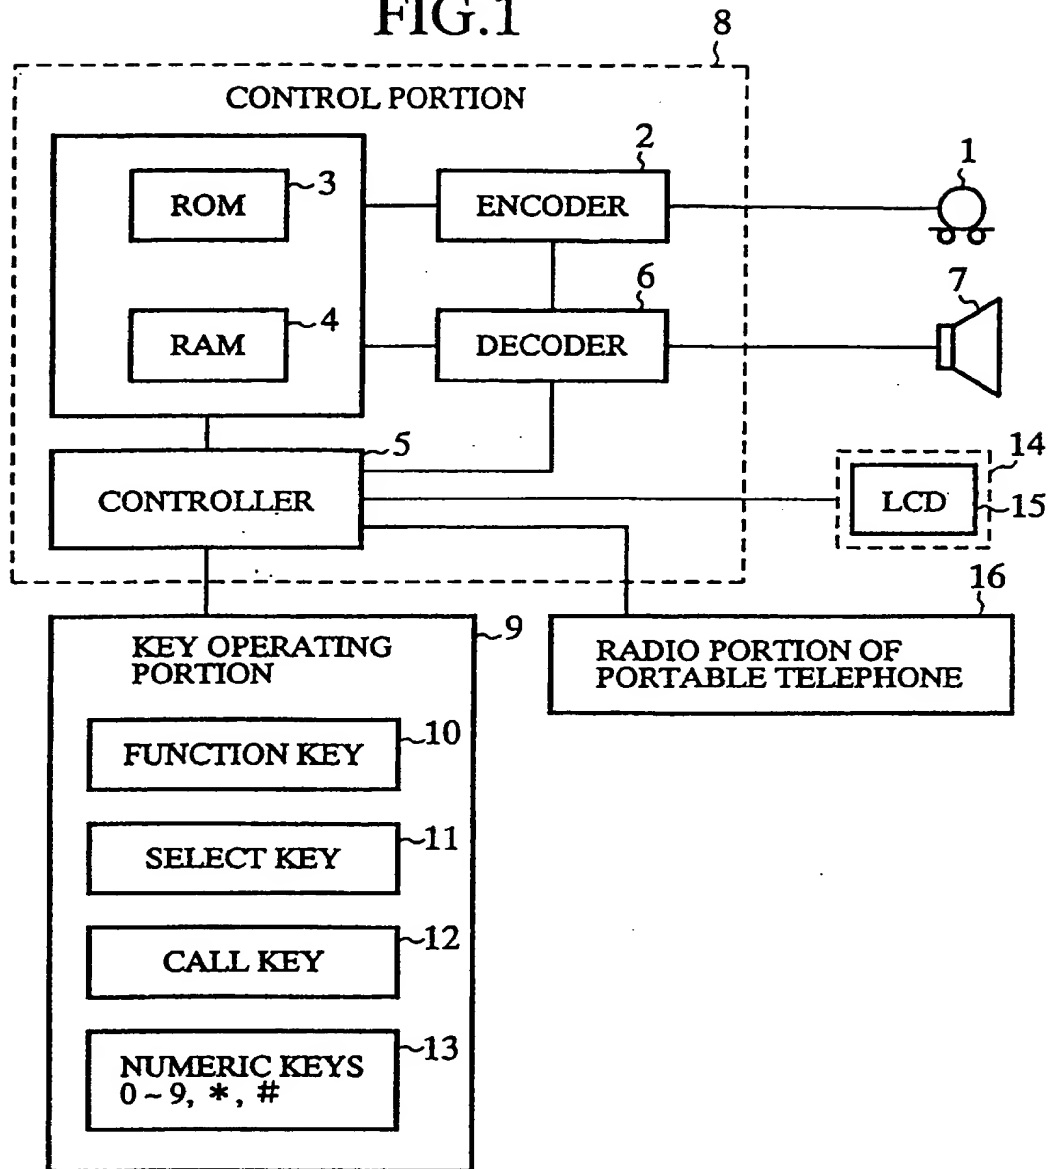 FIG.1
8
CONTROL PORTION
2
1
ROM
3
ENCODER
6
7
RAM
4
DECODER
5
14
CONTROLLER
LCD
15
16
KEY OPERATING
PORTION
9
RADIO PORTION OF
PORTABLE TELEPHONE
FUNCTION KEY
10
SELECT KEY
11
CALL KEY
12
NUMERIC KEYS
0~9, *, #
13